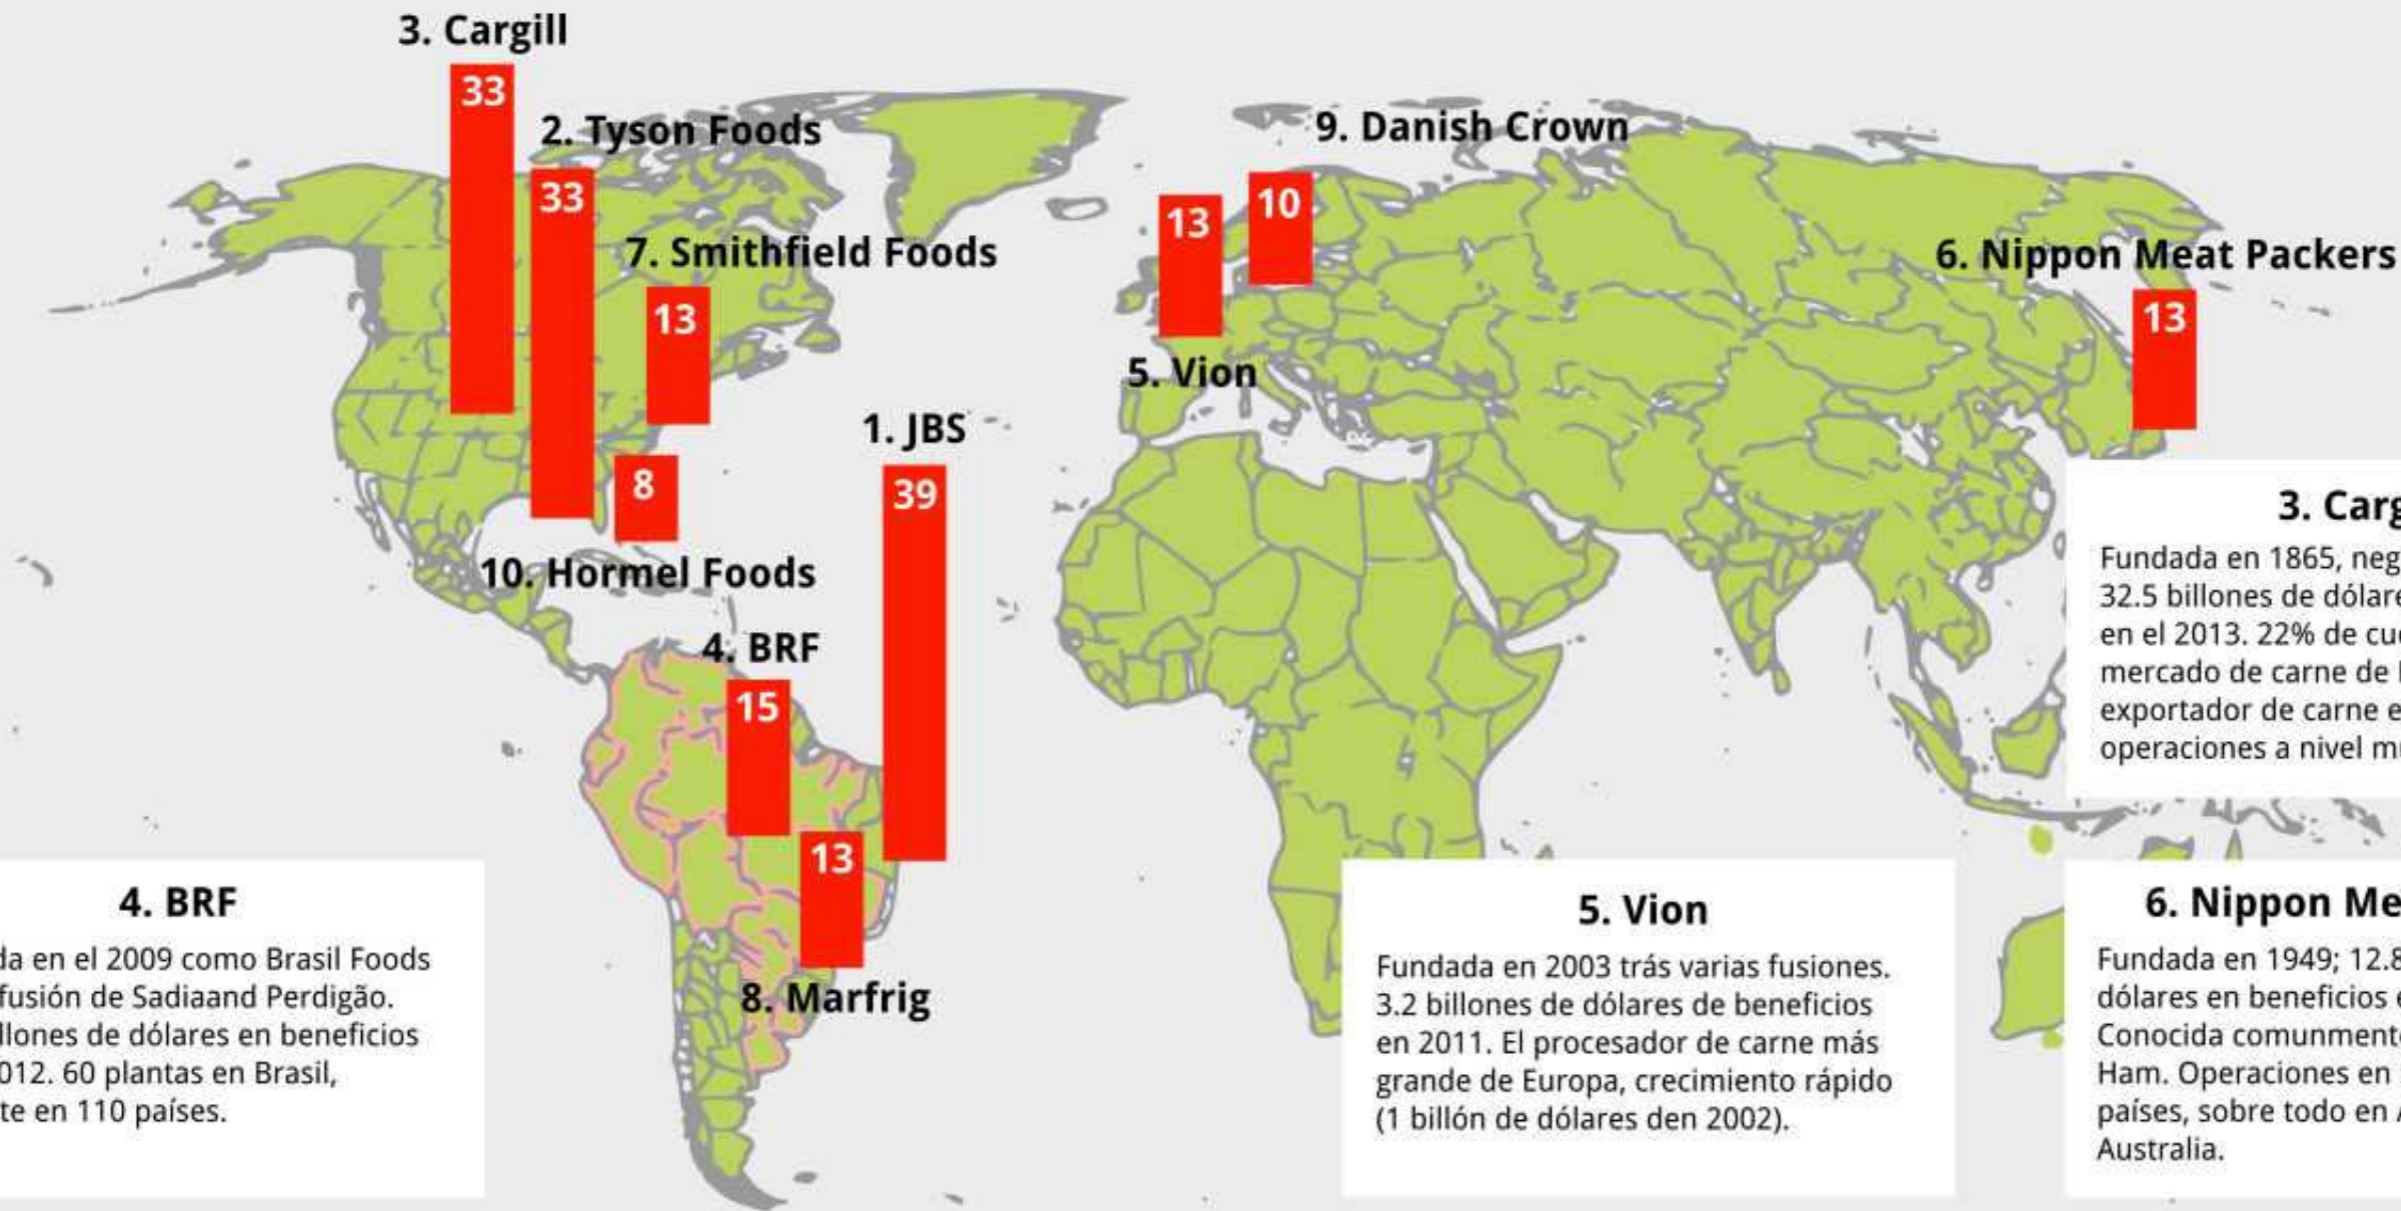 3. Cargill
33
2. Tyson Foods
33
7. Smithfield Foods
13
8
10. Hormel Foods
1. JBS
39
4. BRF
15
13
8. Marfrig
9. Danish Crown
10
13
5. Vion
6. Nippon Meat Packers
13
3. Carg
Fundada en 1865, neg
32.5 billones de dólare
en el 2013. 22% de cu
mercado de carne de
exportador de carne e
operaciones a nivel m
4. BRF
da en el 2009 como Brasil Foods
fusión de Sadiaand Perdigão.
llones de dólares en beneficios
012. 60 plantas en Brasil,
te en 110 países.
5. Vion
Fundada en 2003 trás varias fusiones.
3.2 billones de dólares de beneficios
en 2011. El procesador de carne más
grande de Europa, crecimiento rápido
(1 billón de dólares den 2002).
6. Nippon Me
Fundada en 1949; 12.8
dólares en beneficios e
Conocida comunment
Ham. Operaciones en
países, sobre todo en
Australia.